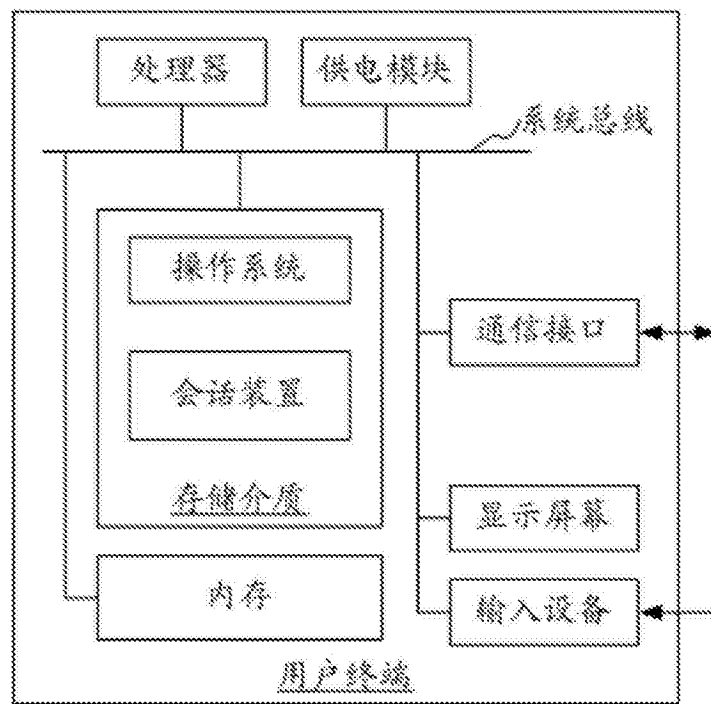 处理器
供电模块
系统总线
操作系统
会话装置
存储介质
内存
通信接口
显示屏幕
输入设备
用户终端